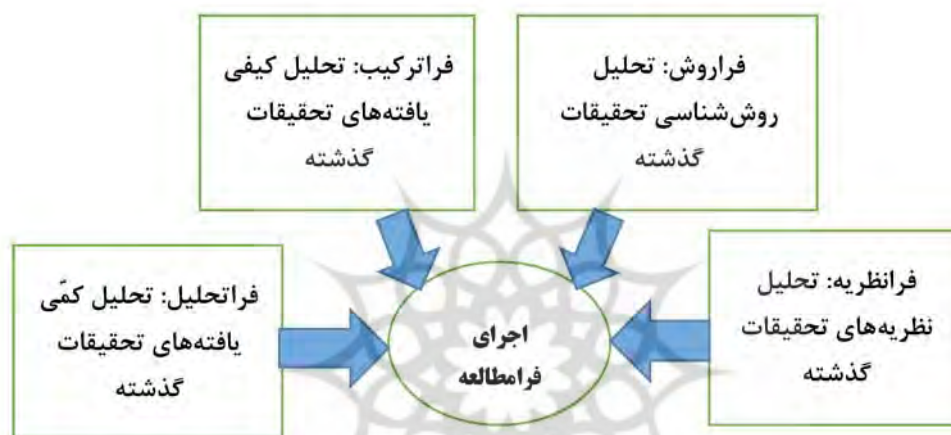 فراروش: تحلیل
روش‌شناسی تحقیقات
گذشته
فراترکیب: تحلیل کیفی
یافته‌های تحقیقات
گذشته
فرانظریه: تحلیل
نظریه‌های تحقیقات
گذشته
اجرای
فرامطالعه
فراتحلیل: تحلیل کمّی
یافته‌های تحقیقات
گذشته